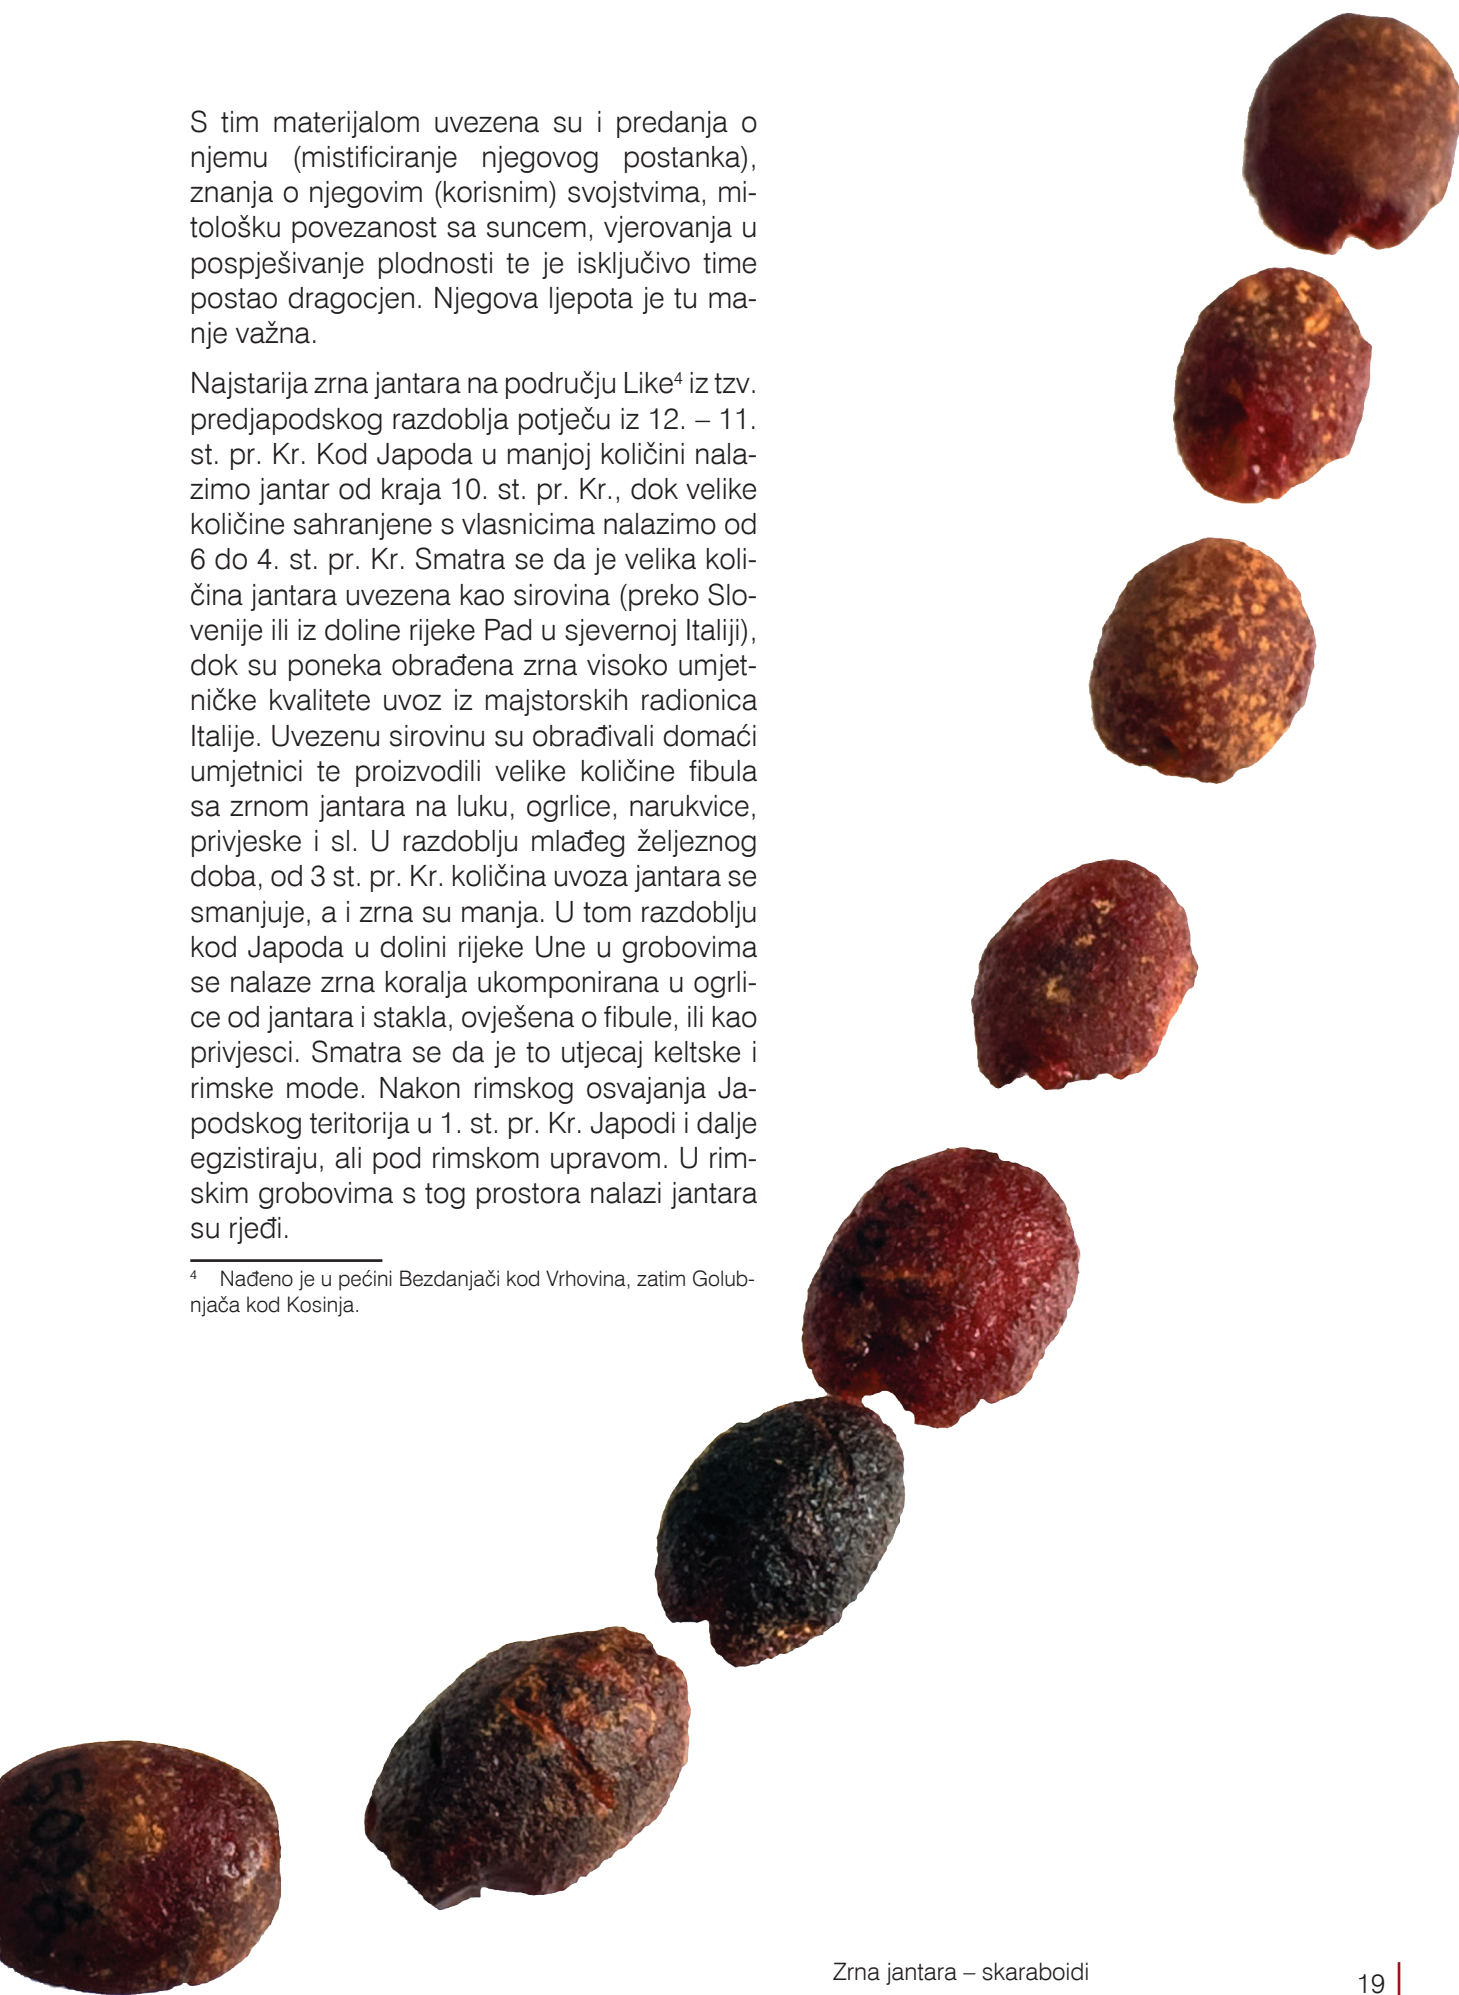 S tim materijalom uvezena su i predanja o
njemu (mistificiranje njegovog postanka),
znanja o njegovim (korisnim) svojstvima, mi-
tološku povezanost sa suncem, vjerovanja u
pospješivanje plodnosti te je isključivo time
postao dragocjen. Njegova ljepota je tu ma-
nje važna.
Najstarija zrna jantara na području Like⁴ iz tzv.
predjapodskog razdoblja potječu iz 12. – 11.
st. pr. Kr. Kod Japoda u manjoj količini nala-
zimo jantar od kraja 10. st. pr. Kr., dok velike
količine sahranjene s vlasnicima nalazimo od
6 do 4. st. pr. Kr. Smatra se da je velika koli-
čina jantara uvezena kao sirovina (preko Slo-
venije ili iz doline rijeke Pad u sjevernoj Italiji),
dok su poneka obrađena zrna visoko umjet-
ničke kvalitete uvoz iz majstorskih radionica
Italije. Uvezenu sirovinu su obrađivali domaći
umjetnici te proizvodili velike količine fibula
sa zrnom jantara na luku, ogrlice, narukvice,
privjeske i sl. U razdoblju mlađeg željeznog
doba, od 3 st. pr. Kr. količina uvoza jantara se
smanjuje, a i zrna su manja. U tom razdoblju
kod Japoda u dolini rijeke Une u grobovima
se nalaze zrna koralja ukomponirana u ogrli-
ce od jantara i stakla, ovješena o fibule, ili kao
privjesci. Smatra se da je to utjecaj keltske i
rimske mode. Nakon rimskog osvajanja Ja-
podskog teritorija u 1. st. pr. Kr. Japodi i dalje
egzistiraju, ali pod rimskom upravom. U rim-
skim grobovima s tog prostora nalazi jantara
su rjeđi.
⁴ Nađeno je u pećini Bezdanjači kod Vrhovina, zatim Golub-
njača kod Kosinja.
Zrna jantara – skaraboidi
19